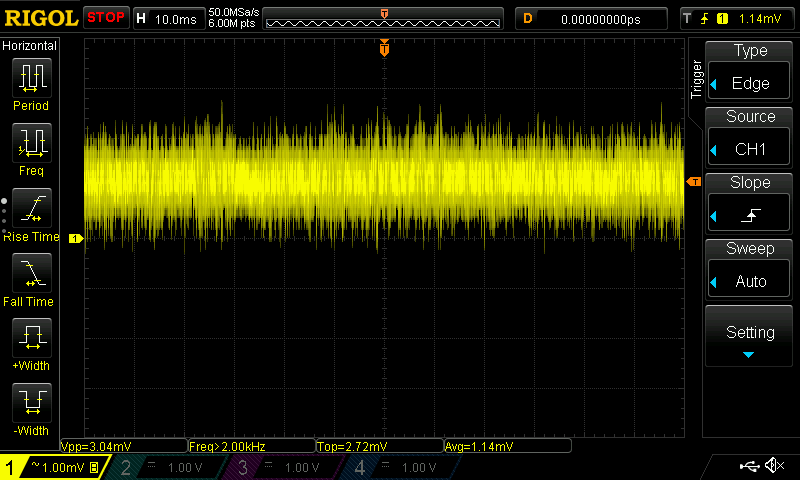 RIGOL STOP H 10.0ms 50.0MSa/s 6.00M pts T D 0.00000000ps T 1 1.14mV
Horizontal
Period
Freq
Rise Time
Fall Time
+Width
-Width
T
1
T
Trigger
Type
Edge
Source
CH1
Slope
Sweep
Auto
Setting
Vpp=3.04mV Freq>2.00kHz Top=2.72mV Avg=1.14mV
1 ~ 1.00mV B 2 1.00 V 3 1.00 V 4 1.00 V